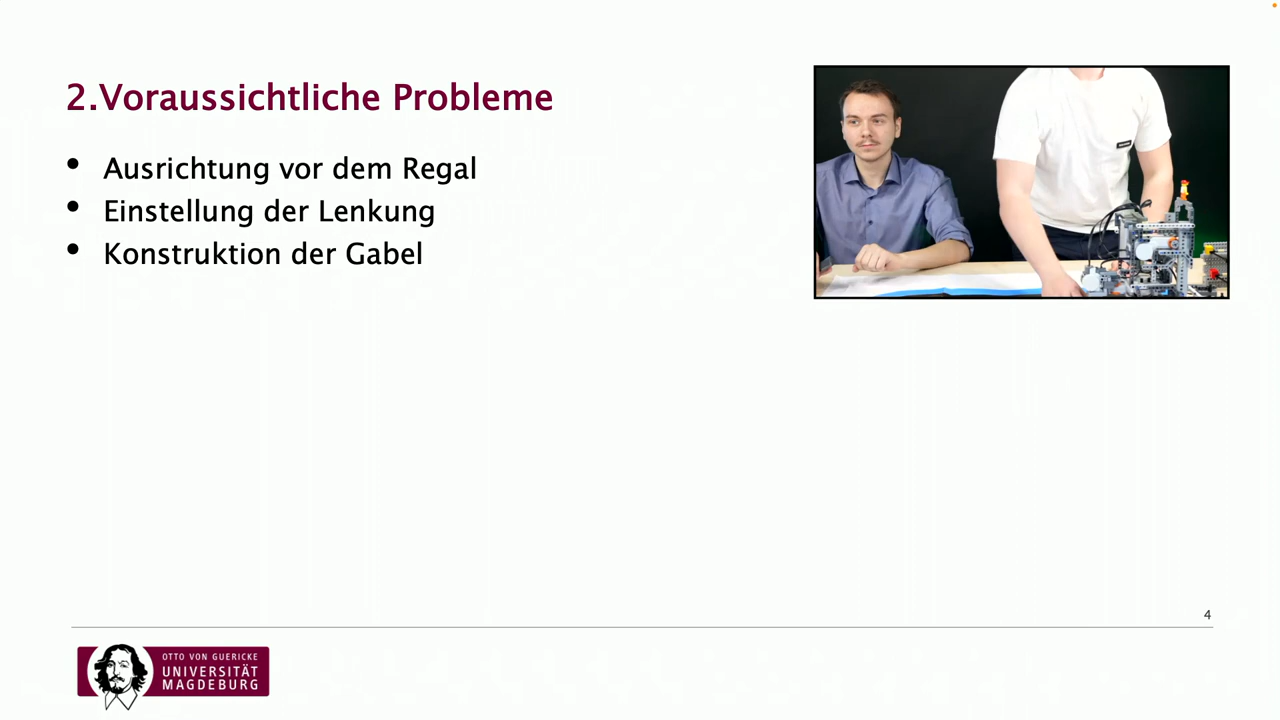 2.Voraussichtliche Probleme
• Ausrichtung vor dem Regal
• Einstellung der Lenkung
• Konstruktion der Gabel
4
OTTO VON GUERICKE
UNIVERSITÄT
MAGDEBURG